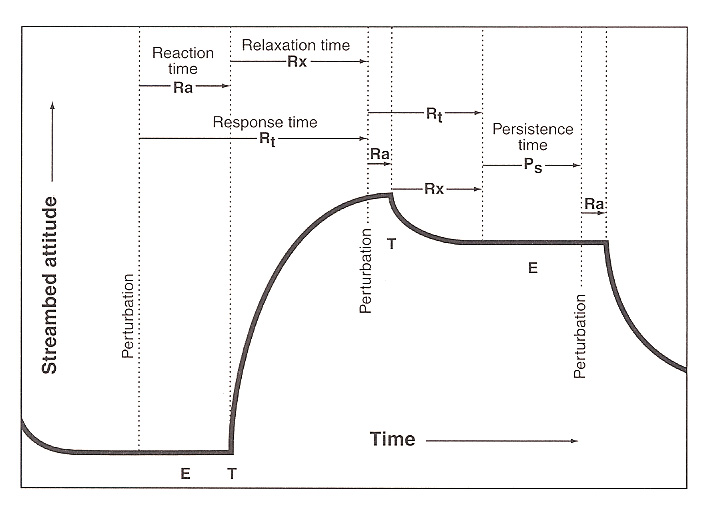 Reaction
time
Ra
Relaxation time
Rx
Response time
Rt
Rt
Ra
Rx
Persistence
time
Ps
Ra
Streambed attitude
Perturbation
Perturbation
Perturbation
T
E
Time
E
T